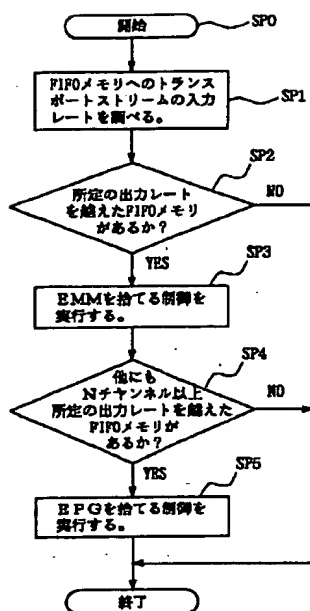 開始
SP0
FIFOメモリへのトランス
ポートストリームの入力
レートを調べる。
SP1
SP2
所定の出力レート
を越えたFIFOメモリ
があるか?
NO
YES
SP3
EMMを捨てる制御を
実行する。
SP4
他にも
Nチャンネル以上
所定の出力レートを越えた
FIFOメモリが
あるか?
NO
YES
SP5
EPGを捨てる制御を
実行する。
終了